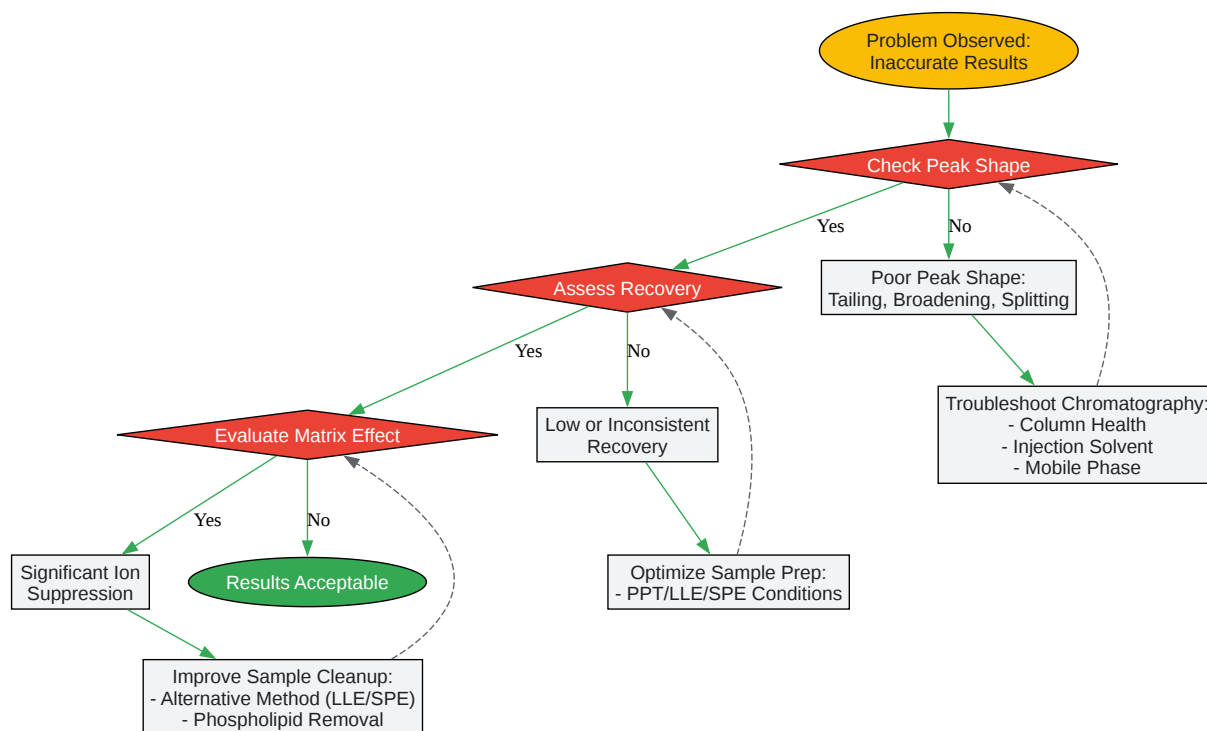 Problem Observed:
Inaccurate Results
Check Peak Shape
Yes
No
Poor Peak Shape:
Tailing, Broadening, Splitting
Assess Recovery
Troubleshoot Chromatography:
- Column Health
- Injection Solvent
- Mobile Phase
Yes
No
Low or Inconsistent
Recovery
Evaluate Matrix Effect
Optimize Sample Prep:
- PPT/LLE/SPE Conditions
Yes
No
Significant Ion
Suppression
Results Acceptable
Improve Sample Cleanup:
- Alternative Method (LLE/SPE)
- Phospholipid Removal